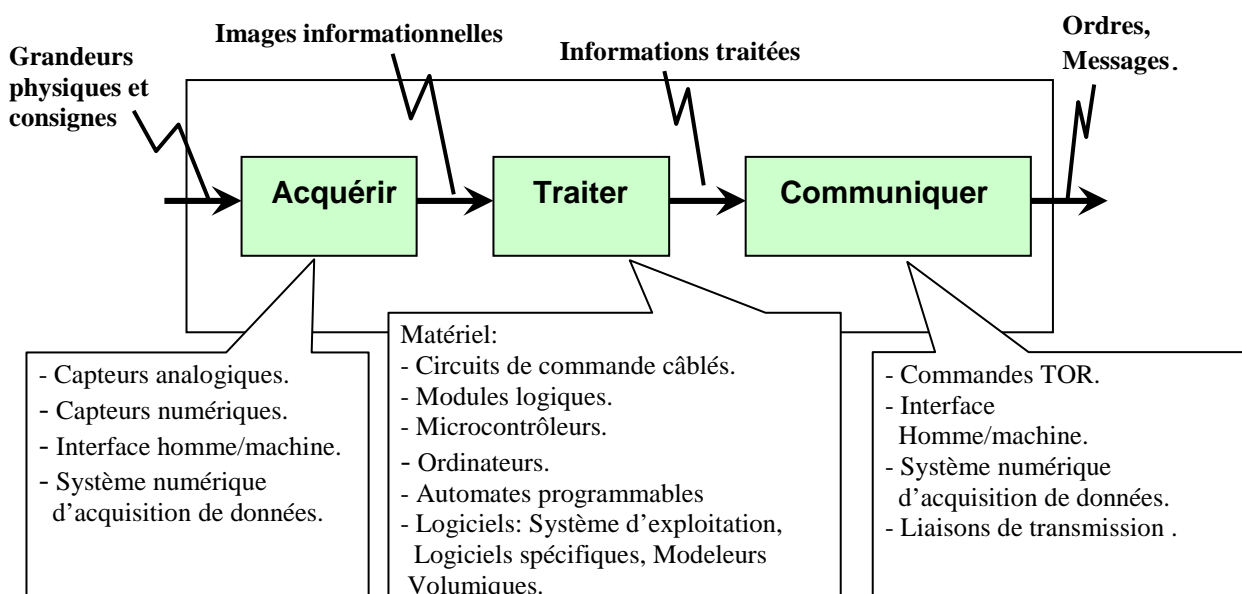 Grandeurs
physiques et
consignes
Images informationnelles
Informations traitées
Ordres,
Messages.
Acquérir
Traiter
Communiquer
- Capteurs analogiques.
- Capteurs numériques.
- Interface homme/machine.
- Système numérique
d’acquisition de données.
Matériel:
- Circuits de commande câblés.
- Modules logiques.
- Microcontrôleurs.
- Ordinateurs.
- Automates programmables
- Logiciels: Système d’exploitation,
Logiciels spécifiques, Modeleurs
Volumiques.
- Commandes TOR.
- Interface
Homme/machine.
- Système numérique
d’acquisition de données.
- Liaisons de transmission .